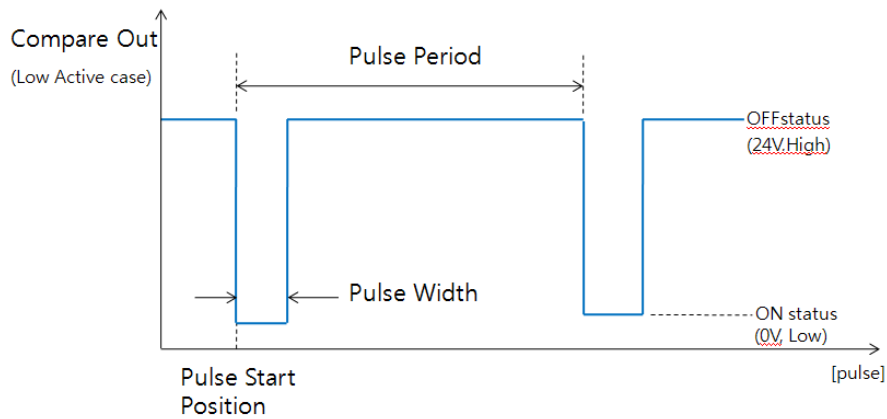 Compare Out
(Low Active case)
Pulse Period
OFFstatus
(24V.High)
Pulse Width
ON status
(0V, Low)
[pulse]
Pulse Start
Position